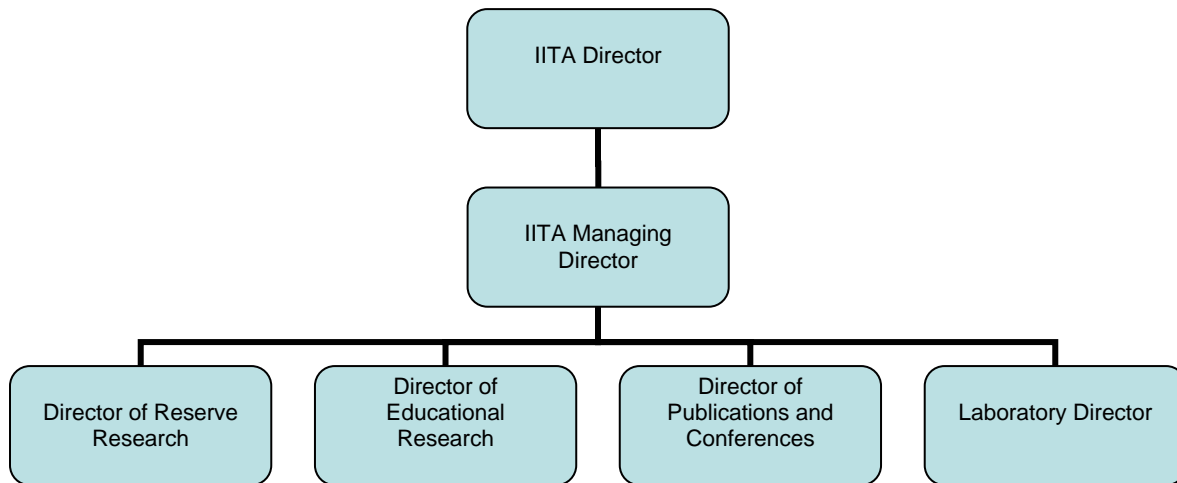 IITA Director
IITA Managing
Director
Director of Reserve
Research
Director of
Educational
Research
Director of
Publications and
Conferences
Laboratory Director